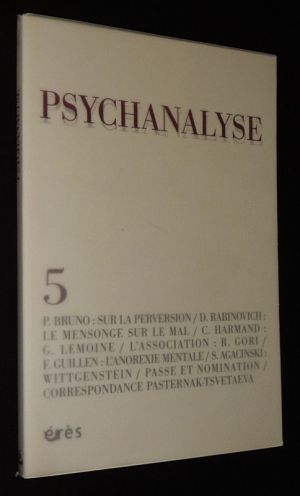 PSYCHANALYSE
5
P. BRUNO : SUR LA PERVERSION / D. RABINOVICH :
LE MENSONGE SUR LE MAL / C. HARMAND :
G. LEMOINE / L'ASSOCIATION : R. GORI /
F. GUILLEN : L'ANOREXIE MENTALE / S. AGACINSKI :
WITTGENSTEIN / PASSE ET NOMINATION /
CORRESPONDANCE PASTERNAK-TSVETAEVA
érès